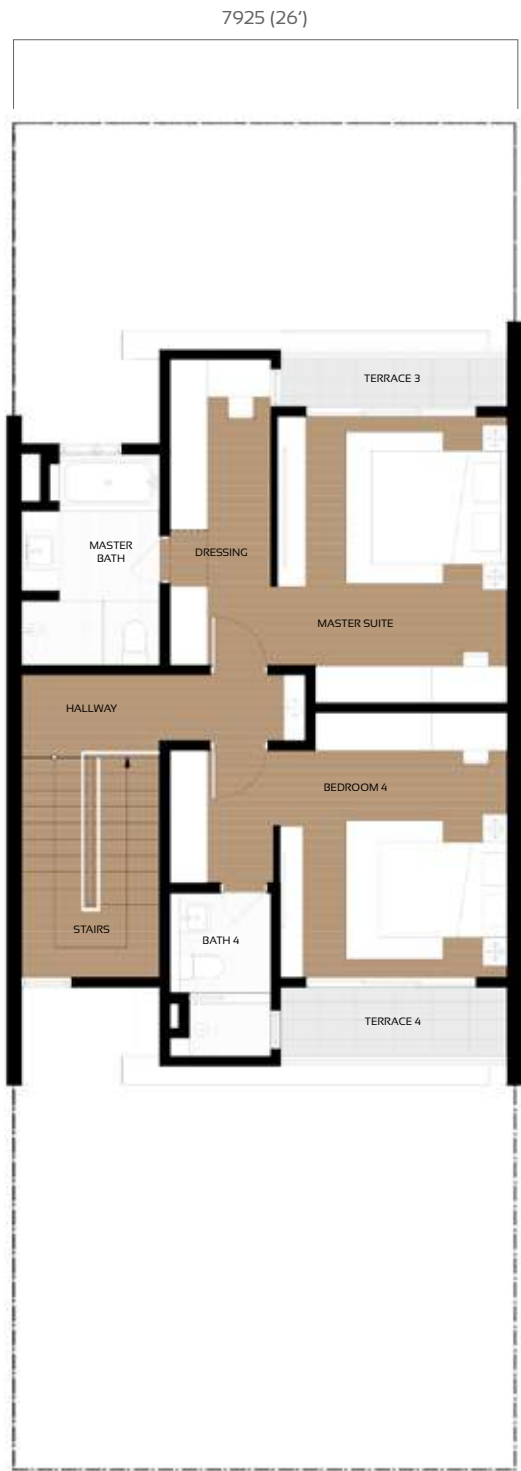 7925 (26’)
TERRACE 3
MASTER
BATH
DRESSING
MASTER SUITE
HALLWAY
BEDROOM 4
STAIRS
BATH 4
TERRACE 4